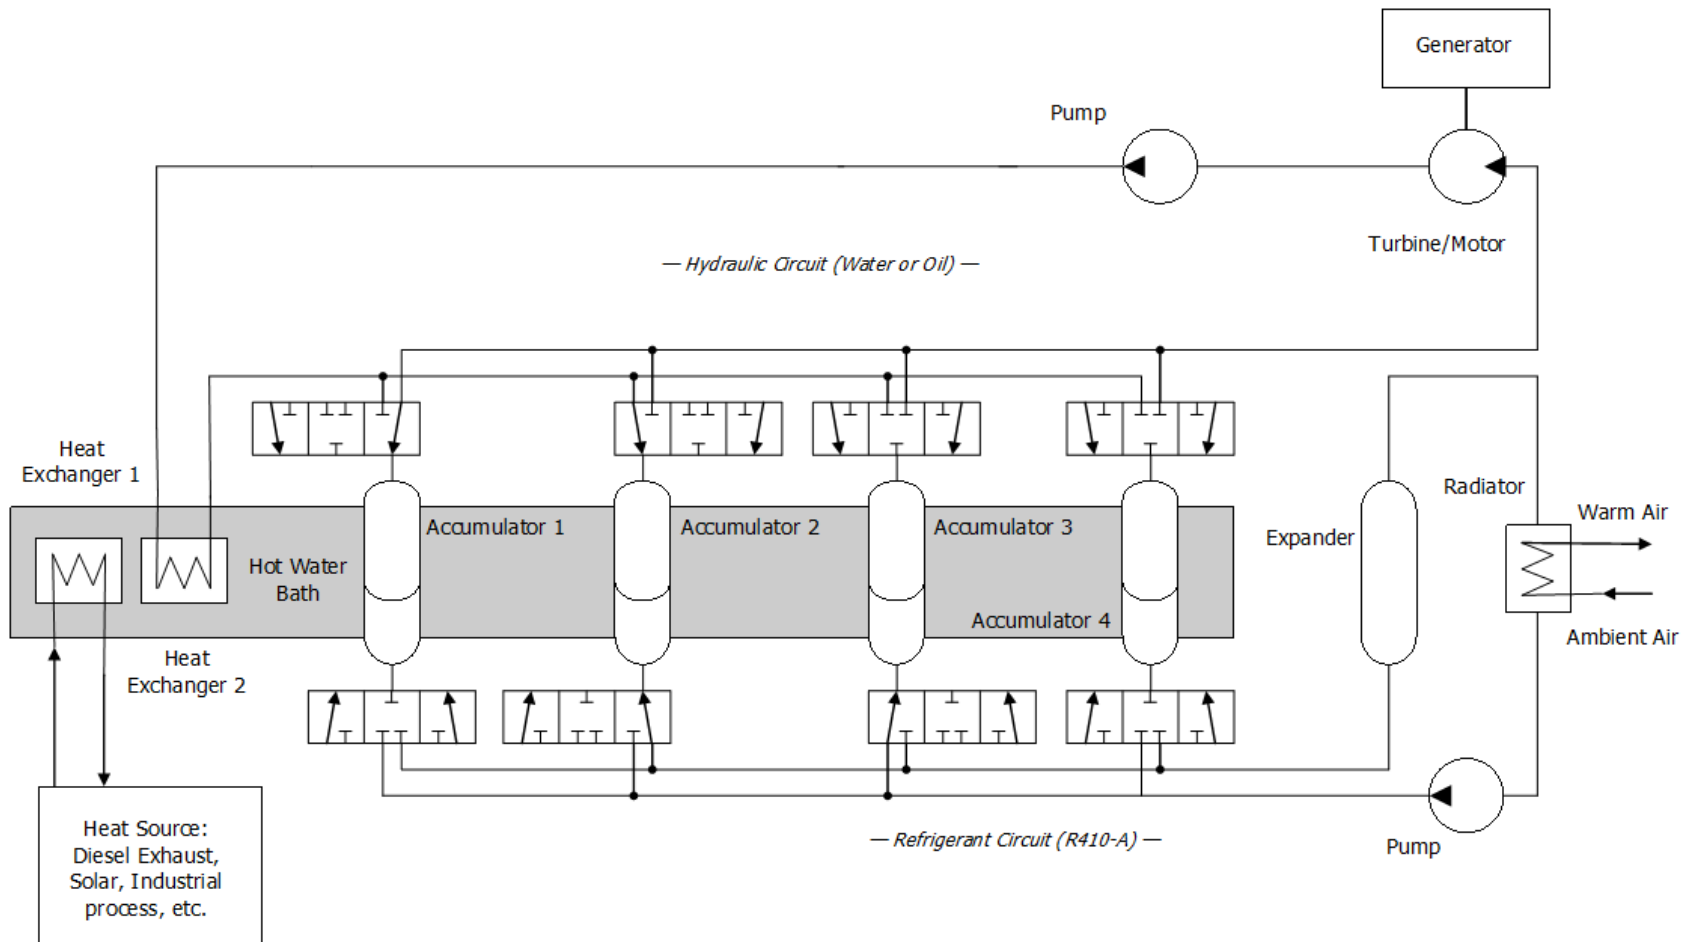 Generator
Pump
Turbine/Motor
— Hydraulic Circuit (Water or Oil) —
Heat
Exchanger 1
Radiator
Warm Air
Accumulator 1
Accumulator 2
Accumulator 3
Expander
Hot Water
Bath
Accumulator 4
Ambient Air
Heat
Exchanger 2
Heat Source:
Diesel Exhaust,
Solar, Industrial
process, etc.
— Refrigerant Circuit (R410-A) —
Pump